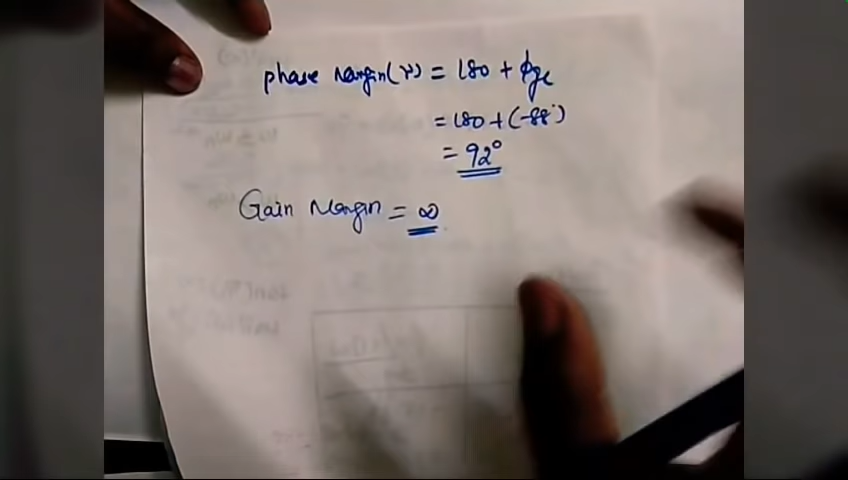 phase Margin(γ) = 180 + ϕgc
= 180 + (-88°)
= 92°
Gain Margin = ∞